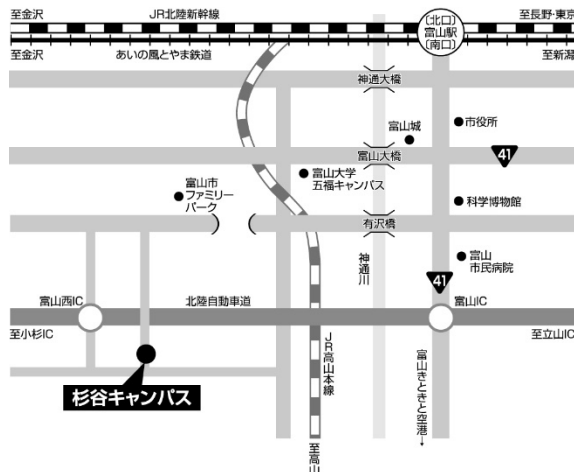 至金沢
JR北陸新幹線
至長野・東京
[北口]
富山駅
[南口]
至金沢
あいの風とやま鉄道
至新潟
神通大橋
富山城
市役所
富山大橋
41
富山市
ファミリー
パーク
富山大学
五福キャンパス
科学博物館
有沢橋
富山
市民病院
神通川
41
富山西IC
北陸自動車道
富山IC
至小杉IC
至立山IC
JR高山本線
富山きときと空港→
杉谷キャンパス
至高山